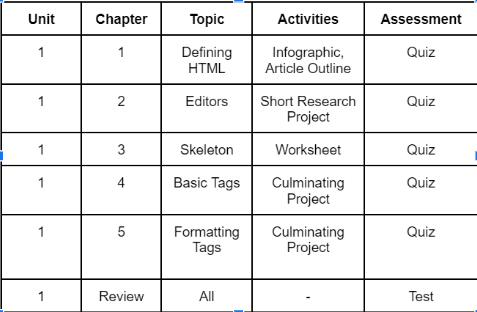 Unit Chapter Topic Activities Assessment
1 1 Defining HTML Infographic, Article Outline Quiz
1 2 Editors Short Research Project Quiz
1 3 Skeleton Worksheet Quiz
1 4 Basic Tags Culminating Project Quiz
1 5 Formatting Tags Culminating Project Quiz
1 Review All - Test